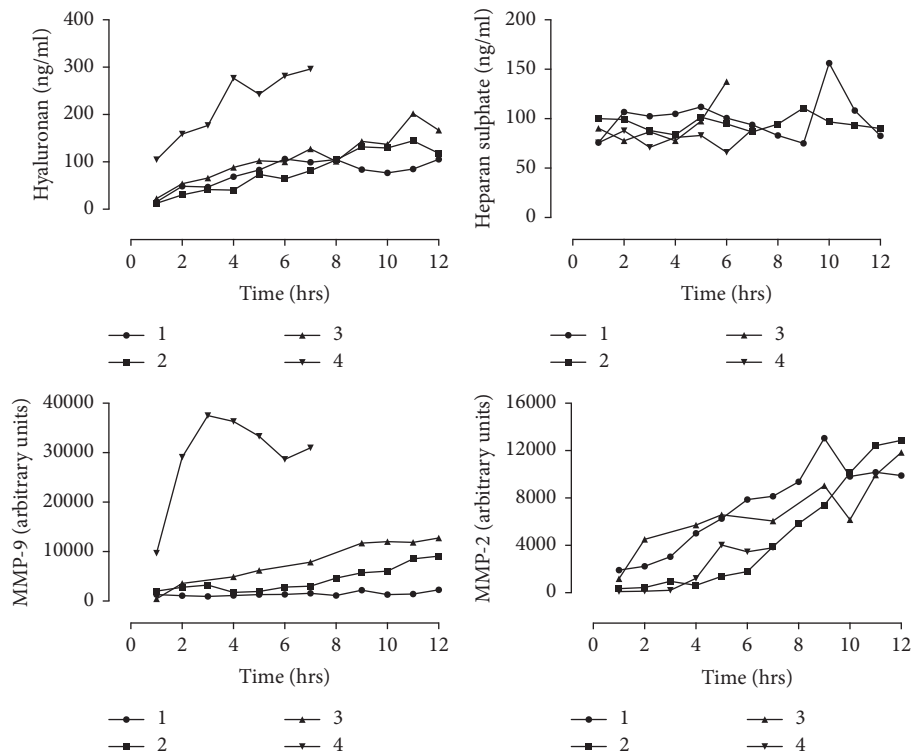 Hyaluronan (ng/ml)
400
300
200
100
0
0 2 4 6 8 10 12
Time (hrs)
1 3
2 4
Heparan sulphate (ng/ml)
200
150
100
50
0
0 2 4 6 8 10 12
Time (hrs)
1 3
2 4
MMP-9 (arbitrary units)
40000
30000
20000
10000
0
0 2 4 6 8 10 12
Time (hrs)
1 3
2 4
MMP-2 (arbitrary units)
16000
12000
8000
4000
0
0 2 4 6 8 10 12
Time (hrs)
1 3
2 4